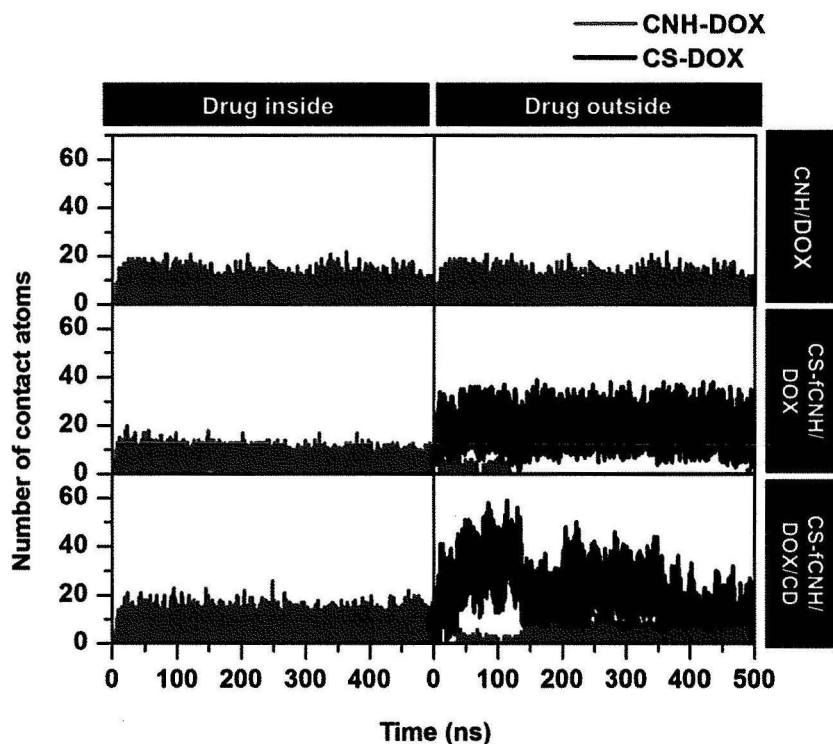 CNH-DOX
CS-DOX
Drug inside
Drug outside
60
40
20
0
CNH/DOX
60
40
20
0
CS-fCNH/
DOX
60
40
20
0
CS-fCNH/
DOX/CD
0
100
200
300
400
0
100
200
300
400
500
Number of contact atoms
Time (ns)